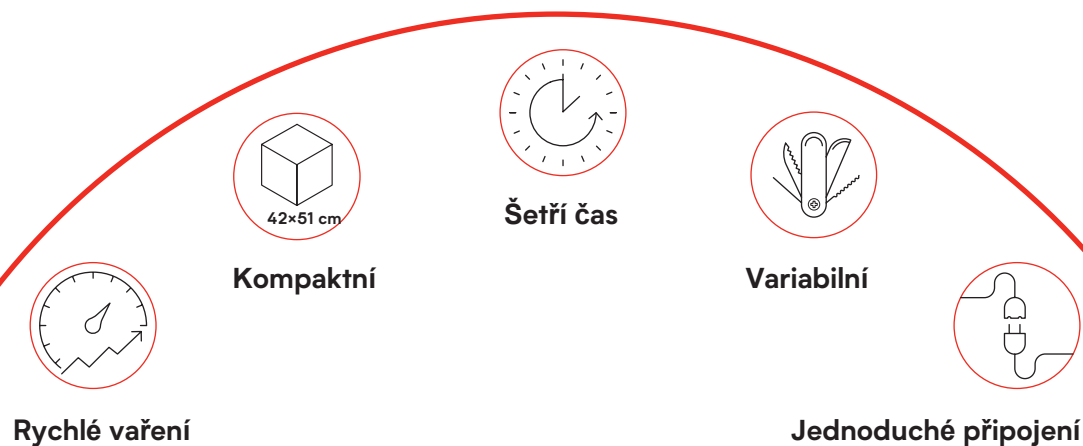 42×51 cm
Šetří čas
Kompaktní
Variabilní
Rychlé vaření
Jednoduché připojení